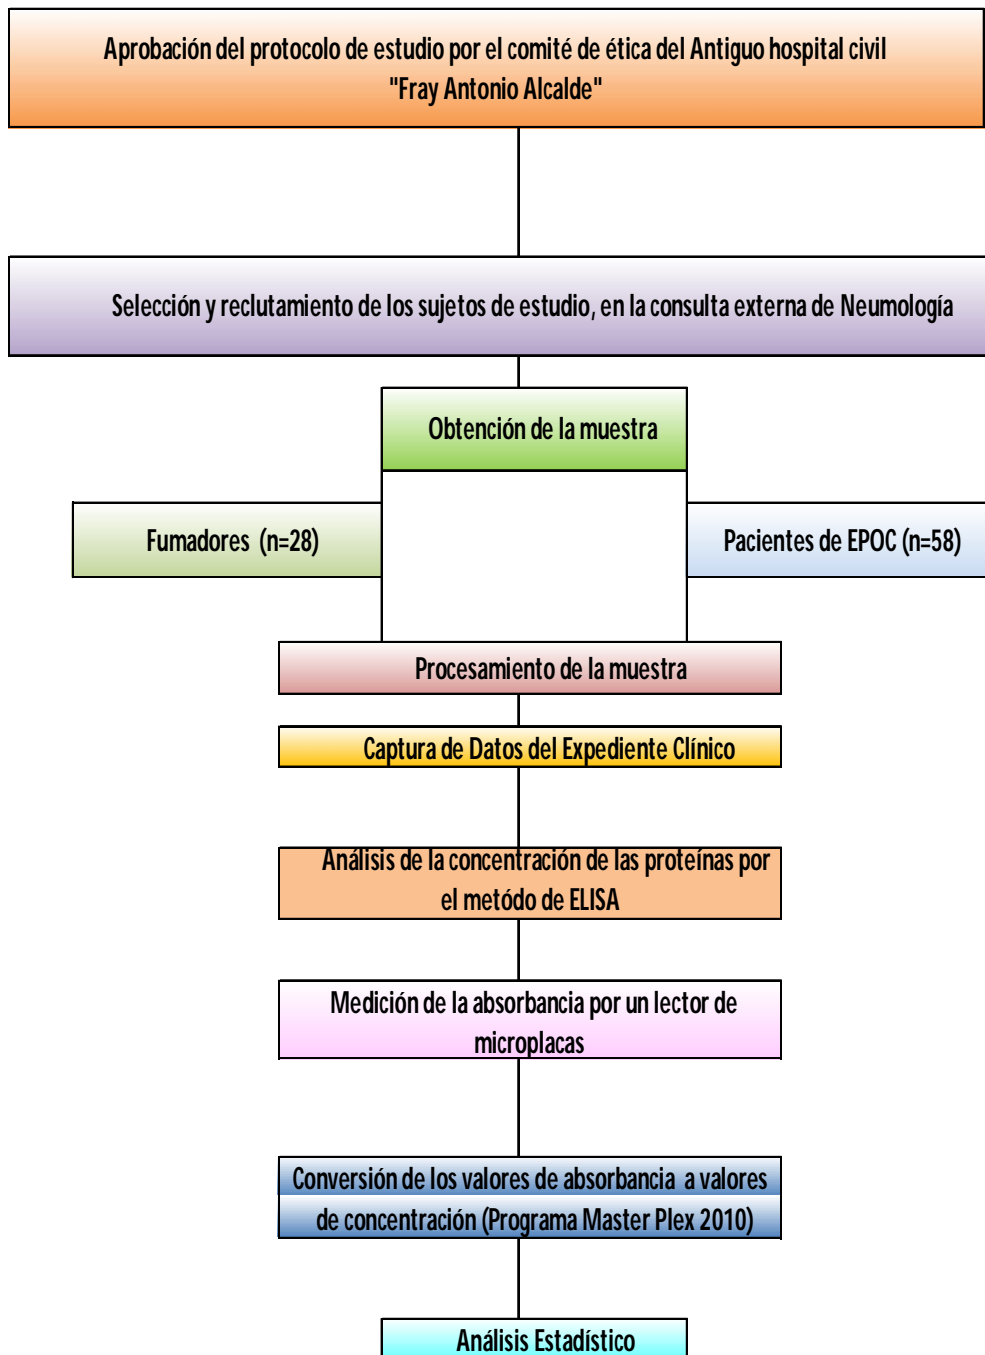 Aprobación del protocolo de estudio por el comité de ética del Antiguo hospital civil
"Fray Antonio Alcalde"
Selección y reclutamiento de los sujetos de estudio, en la consulta externa de Neumología
Obtención de la muestra
Fumadores (n=28)
Pacientes de EPOC (n=58)
Procesamiento de la muestra
Captura de Datos del Expediente Clínico
Análisis de la concentración de las proteínas por
el metódo de ELISA
Medición de la absorbancia por un lector de
microplacas
Conversión de los valores de absorbancia a valores
de concentración (Programa Master Plex 2010)
Análisis Estadístico